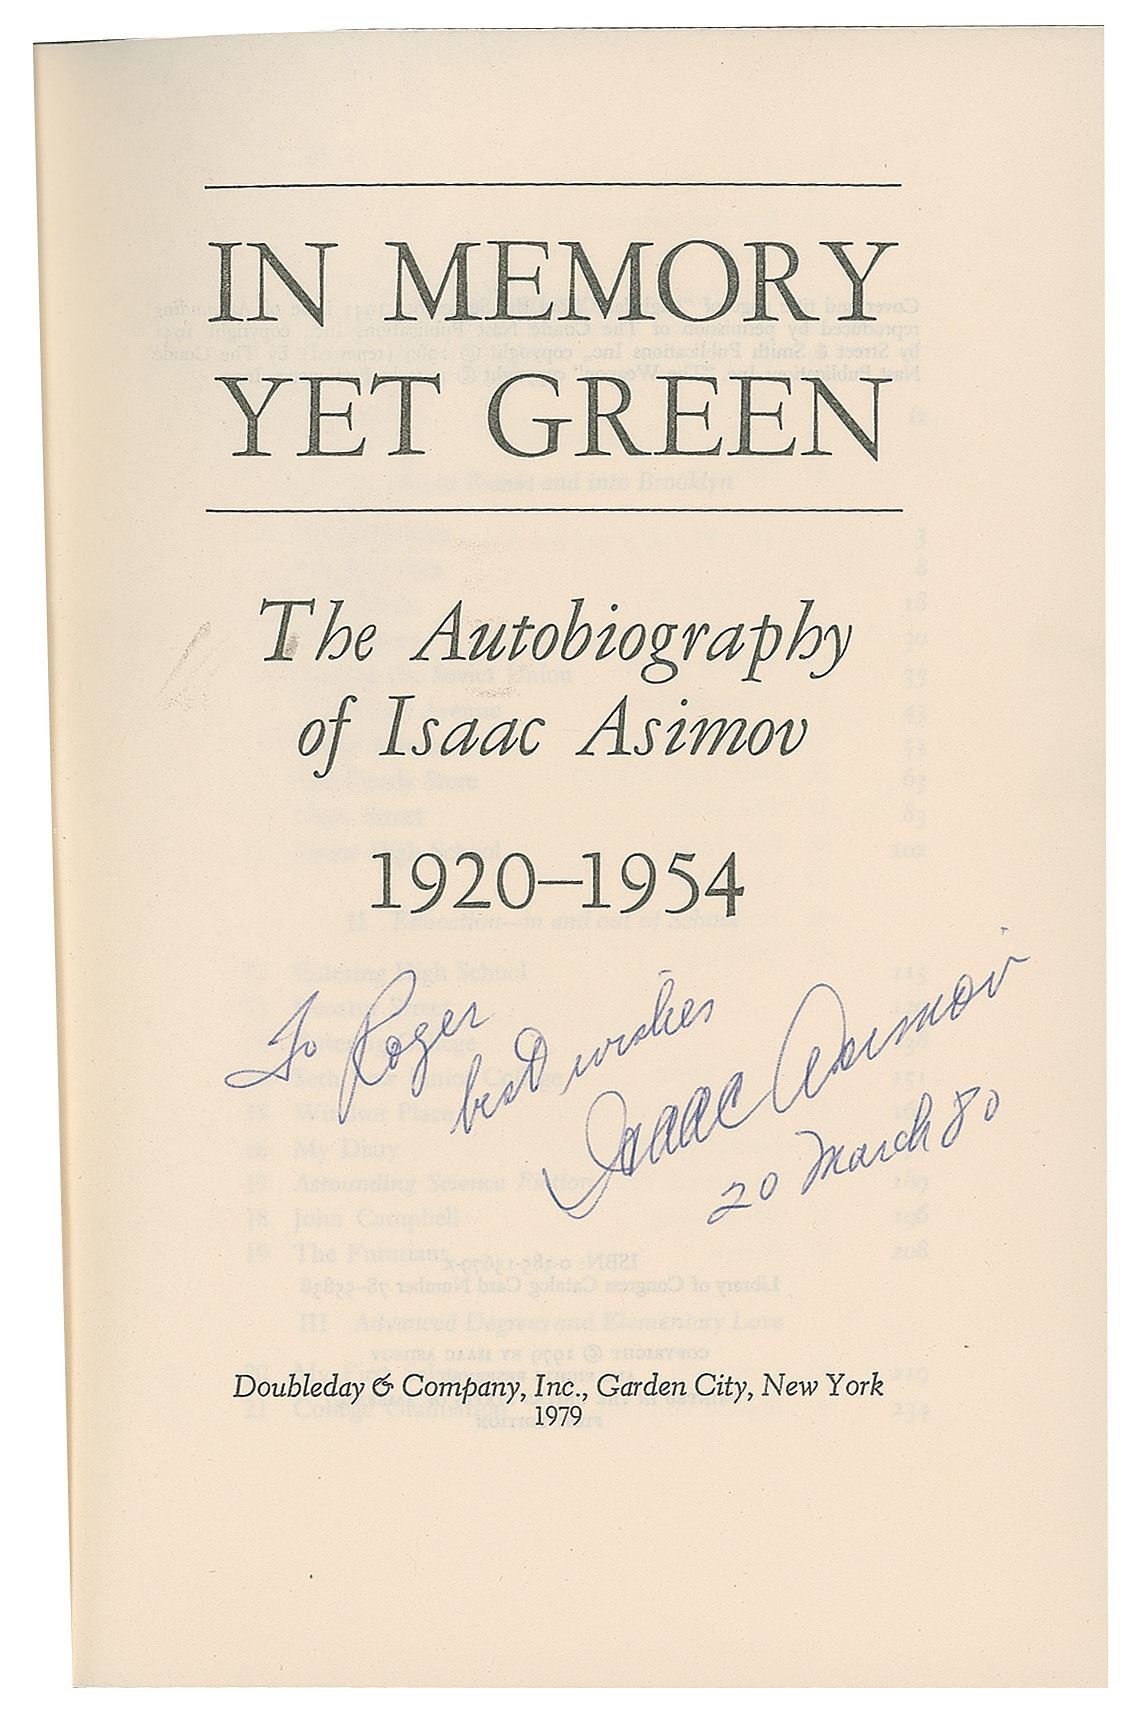 IN MEMORY
YET GREEN
The Autobiography
of Isaac Asimov
1920–1954
To Roger
best wishes
Isaac Asimov
20 March 80
Doubleday & Company, Inc., Garden City, New York
1979